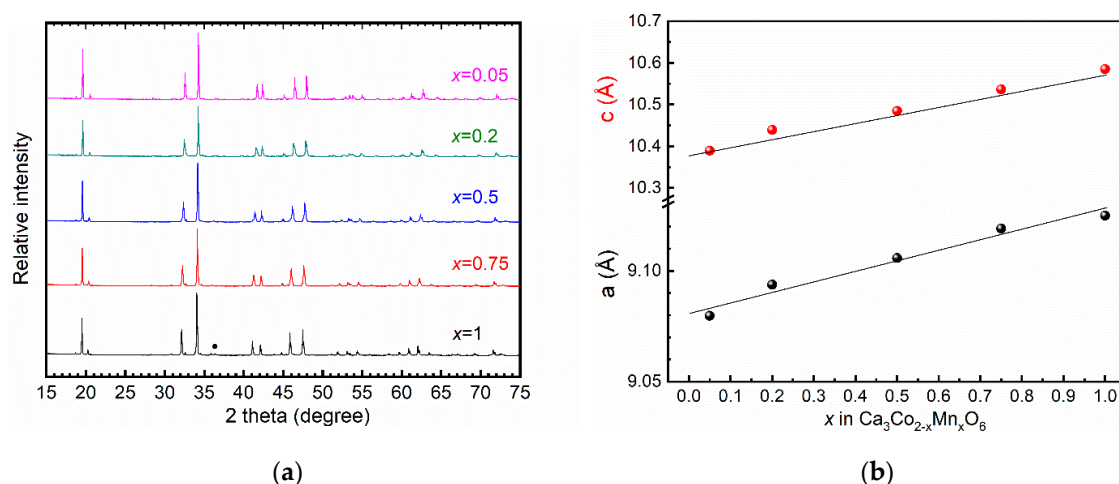 Relative intensity
x=0.05
x=0.2
x=0.5
x=0.75
x=1
15 20 25 30 35 40 45 50 55 60 65 70 75
2 theta (degree)
(a)
c (Å)
10.7
10.6
10.5
10.4
10.3
a (Å)
9.10
9.05
0.0 0.1 0.2 0.3 0.4 0.5 0.6 0.7 0.8 0.9 1.0
x in Ca₃Co₂₋ₓMnₓO₆
(b)